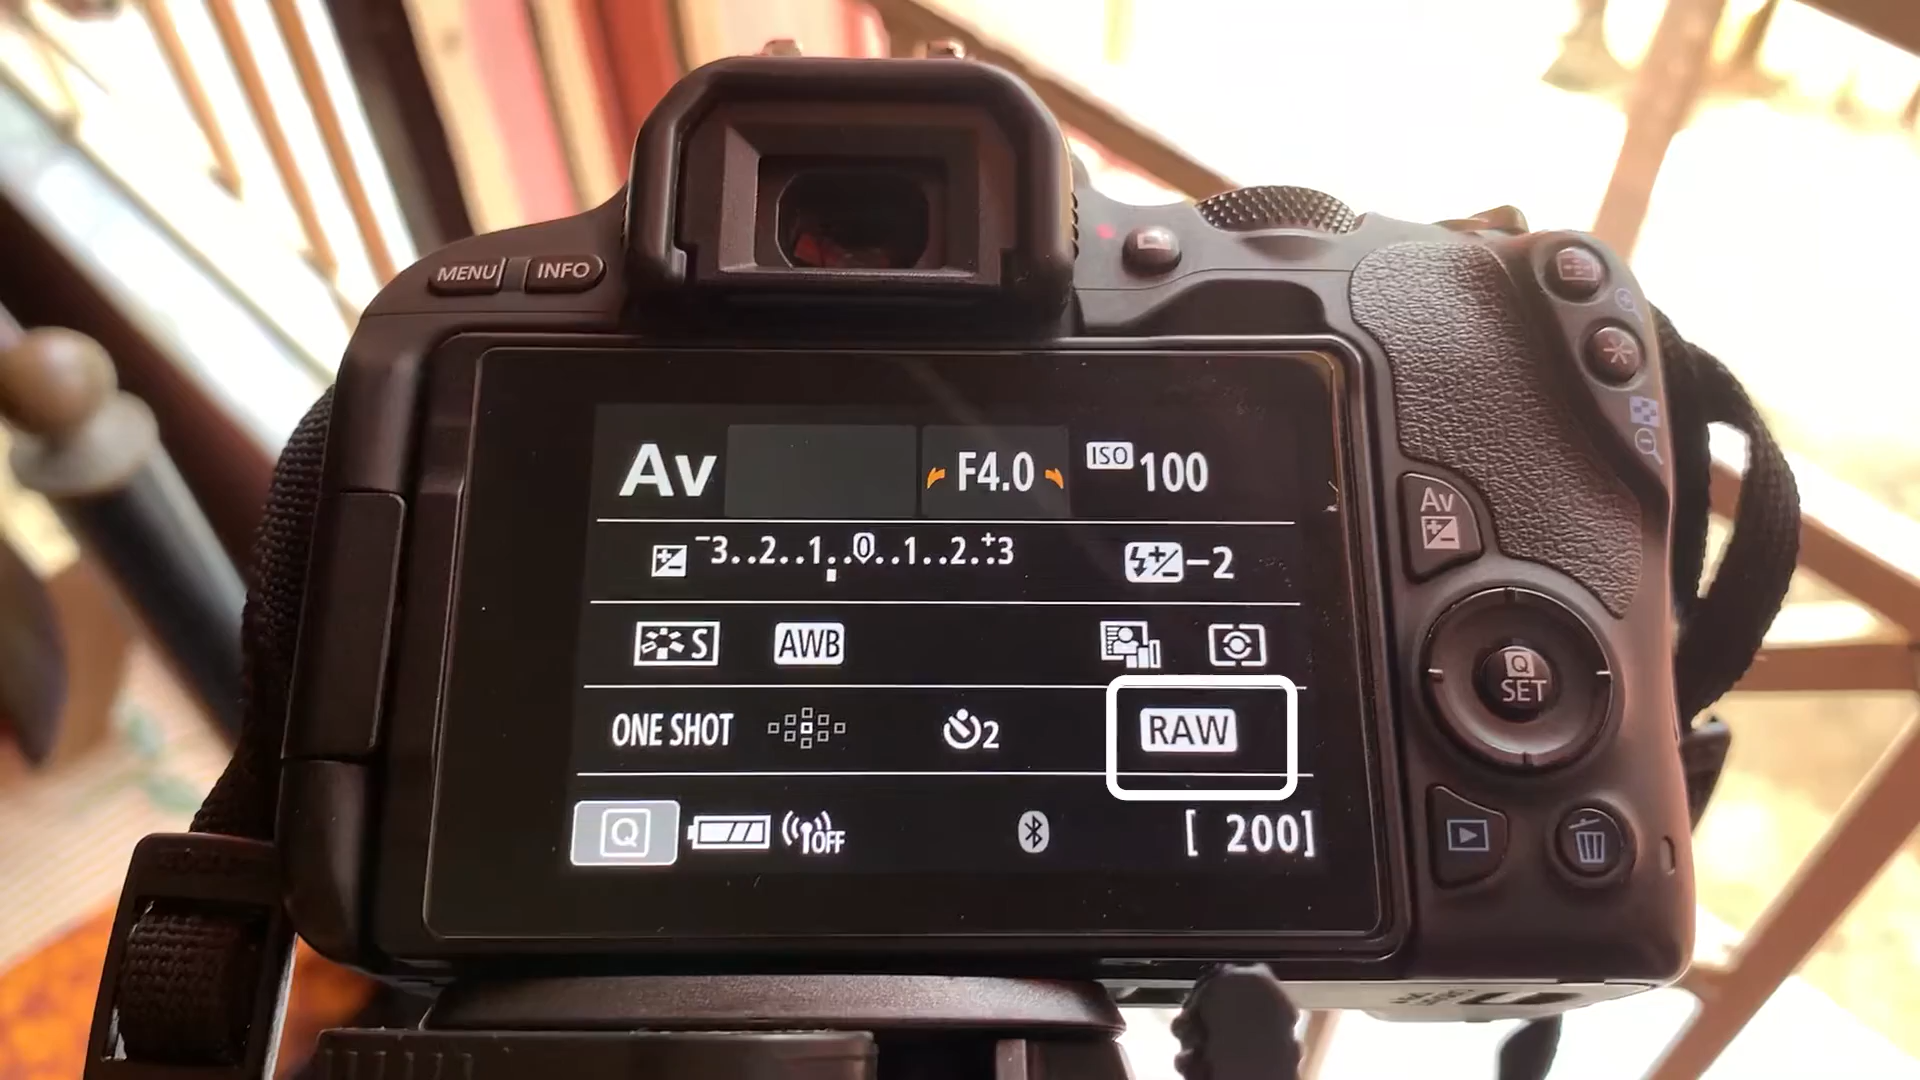 MENU INFO
Av F4.0 ISO 100
-3..2..1..0..1..2.+3 -2
S AWB
ONE SHOT 2 RAW
Q OFF [ 200]
Av
Q
SET